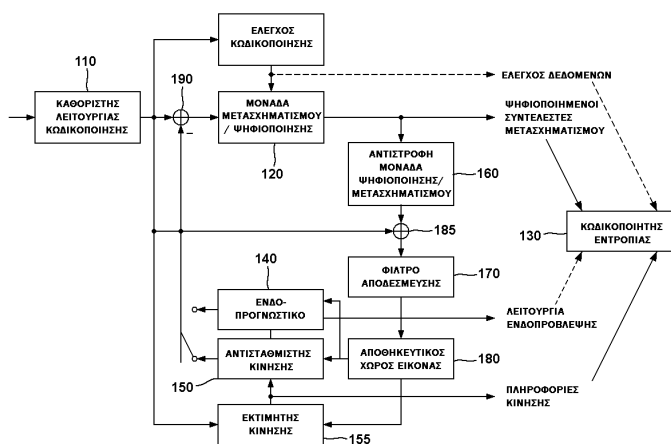 ΕΛΕΓΧΟΣ
ΚΩΔΙΚΟΠΟΙΗΣΗΣ
110
190
ΕΛΕΓΧΟΣ ΔΕΔΟΜΕΝΩΝ
ΚΑΘΟΡΙΣΤΗΣ
ΛΕΙΤΟΥΡΓΙΑΣ
ΚΩΔΙΚΟΠΟΙΗΣΗΣ
ΜΟΝΑΔΑ
ΜΕΤΑΣΧΗΜΑΤΙΣΜΟΥ
/ ΨΗΦΙΟΠΟΙΗΣΗΣ
ΨΗΦΙΟΠΟΙΗΜΕΝΟΙ
ΣΥΝΤΕΛΕΣΤΕΣ
ΜΕΤΑΣΧΗΜΑΤΙΣΜΟΥ
120
ΑΝΤΙΣΤΡΟΦΗ
ΜΟΝΑΔΑ
ΨΗΦΙΟΠΟΙΗΣΗΣ/
ΜΕΤΑΣΧΗΜΑΤΙΣΜΟΥ
160
185
130
ΚΩΔΙΚΟΠΟΙΗΤΗΣ
ΕΝΤΡΟΠΙΑΣ
140
ΦΙΛΤΡΟ
ΑΠΟΔΕΣΜΕΥΣΗΣ
170
ΕΝΔΟ-
ΠΡΟΓΝΩΣΤΙΚΟ
ΛΕΙΤΟΥΡΓΙΑ
ΕΝΔΟΠΡΟΒΛΕΨΗΣ
ΑΝΤΙΣΤΑΘΜΙΣΤΗΣ
ΚΙΝΗΣΗΣ
150
ΑΠΟΘΗΚΕΥΤΙΚΟΣ
ΧΩΡΟΣ ΕΙΚΟΝΑΣ
180
ΠΛΗΡΟΦΟΡΙΕΣ
ΚΙΝΗΣΗΣ
ΕΚΤΙΜΗΤΗΣ
ΚΙΝΗΣΗΣ
155